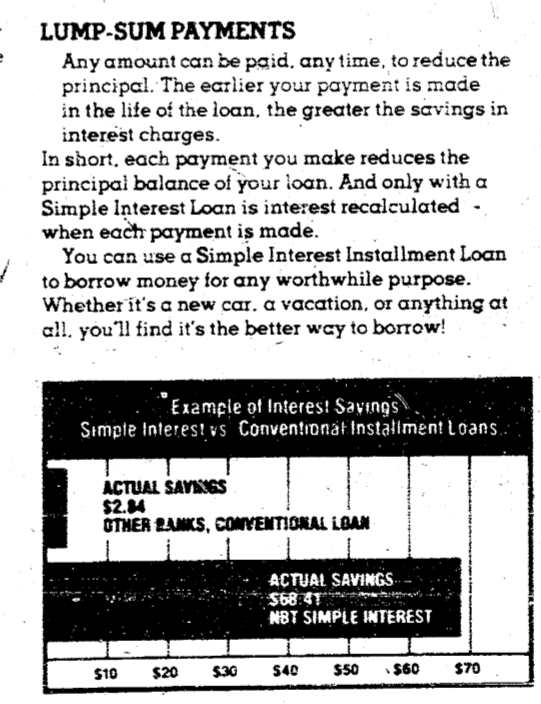 LUMP-SUM PAYMENTS
Any amount can be paid, any time, to reduce the
principal. The earlier your payment is made
in the life of the loan, the greater the savings in
interest charges.
In short, each payment you make reduces the
principal balance of your loan. And only with a
Simple Interest Loan is interest recalculated
when each payment is made.
You can use a Simple Interest Installment Loan
to borrow money for any worthwhile purpose.
Whether it's a new car, a vacation, or anything at
all, you'll find it's the better way to borrow!
"Example of Interest Savings"
Simple Interest vs. Conventional Installment Loans
ACTUAL SAVINGS
$2.84
OTHER BANKS, CONVENTIONAL LOAN
ACTUAL SAVINGS
$68.41
NBT SIMPLE INTEREST
$10 $20 $30 $40 $50 $60 $70